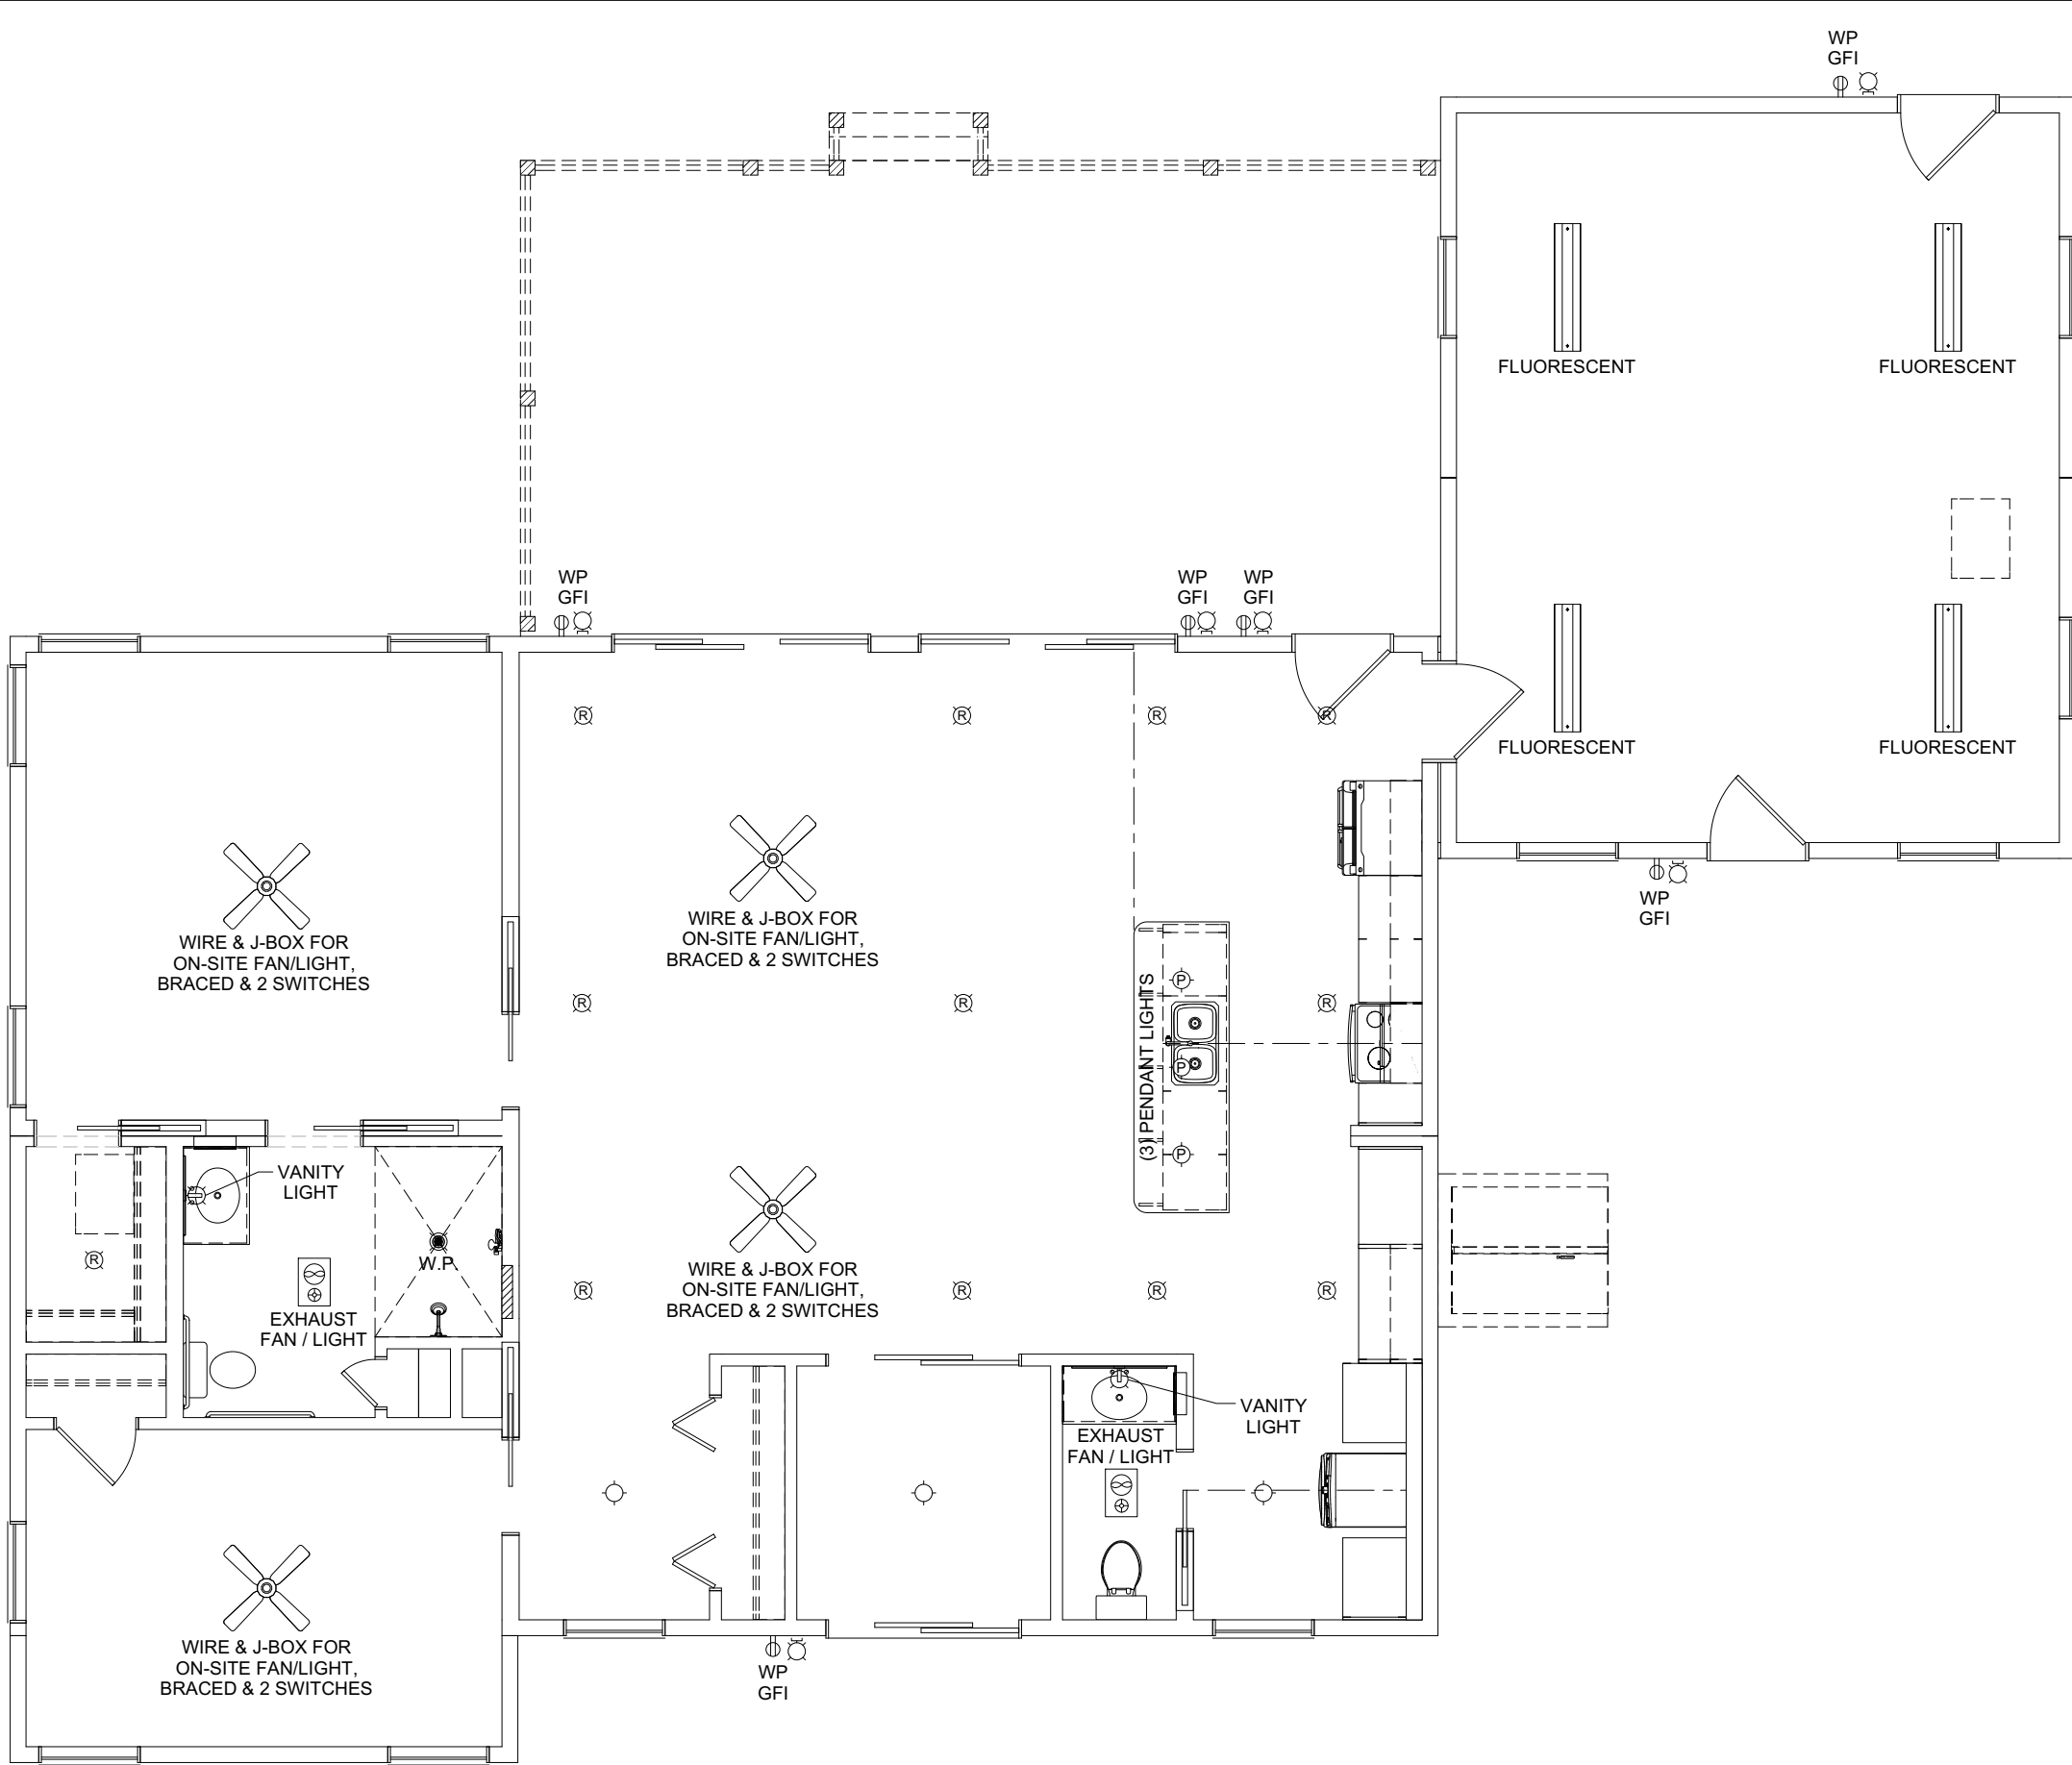 WP
GFI
FLUORESCENT
FLUORESCENT
WP
GFI
WP
GFI
WP
GFI
R
R
R
R
FLUORESCENT
FLUORESCENT
WIRE & J-BOX FOR
ON-SITE FAN/LIGHT,
BRACED & 2 SWITCHES
WIRE & J-BOX FOR
ON-SITE FAN/LIGHT,
BRACED & 2 SWITCHES
WP
GFI
R
R
R
(3) PENDANT LIGHTS
P
P
P
VANITY
LIGHT
R
W.P.
EXHAUST
FAN / LIGHT
WIRE & J-BOX FOR
ON-SITE FAN/LIGHT,
BRACED & 2 SWITCHES
R
R
R
R
VANITY
LIGHT
EXHAUST
FAN / LIGHT
WIRE & J-BOX FOR
ON-SITE FAN/LIGHT,
BRACED & 2 SWITCHES
WP
GFI